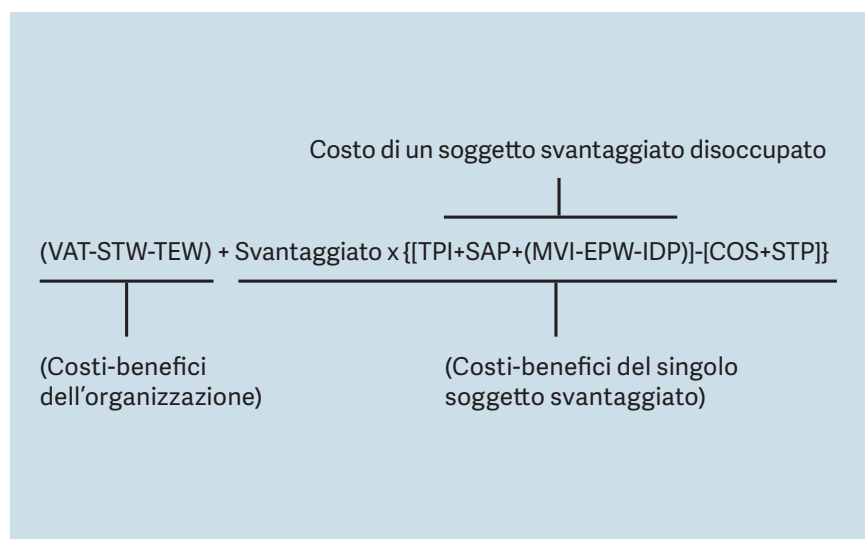 Costo di un soggetto svantaggiato disoccupato
(VAT-STW-TEW) + Svantaggiato x {[TPI+SAP+(MVI-EPW-IDP)]-[COS+STP]}
(Costi-benefici
dell’organizzazione)
(Costi-benefici del singolo
soggetto svantaggiato)